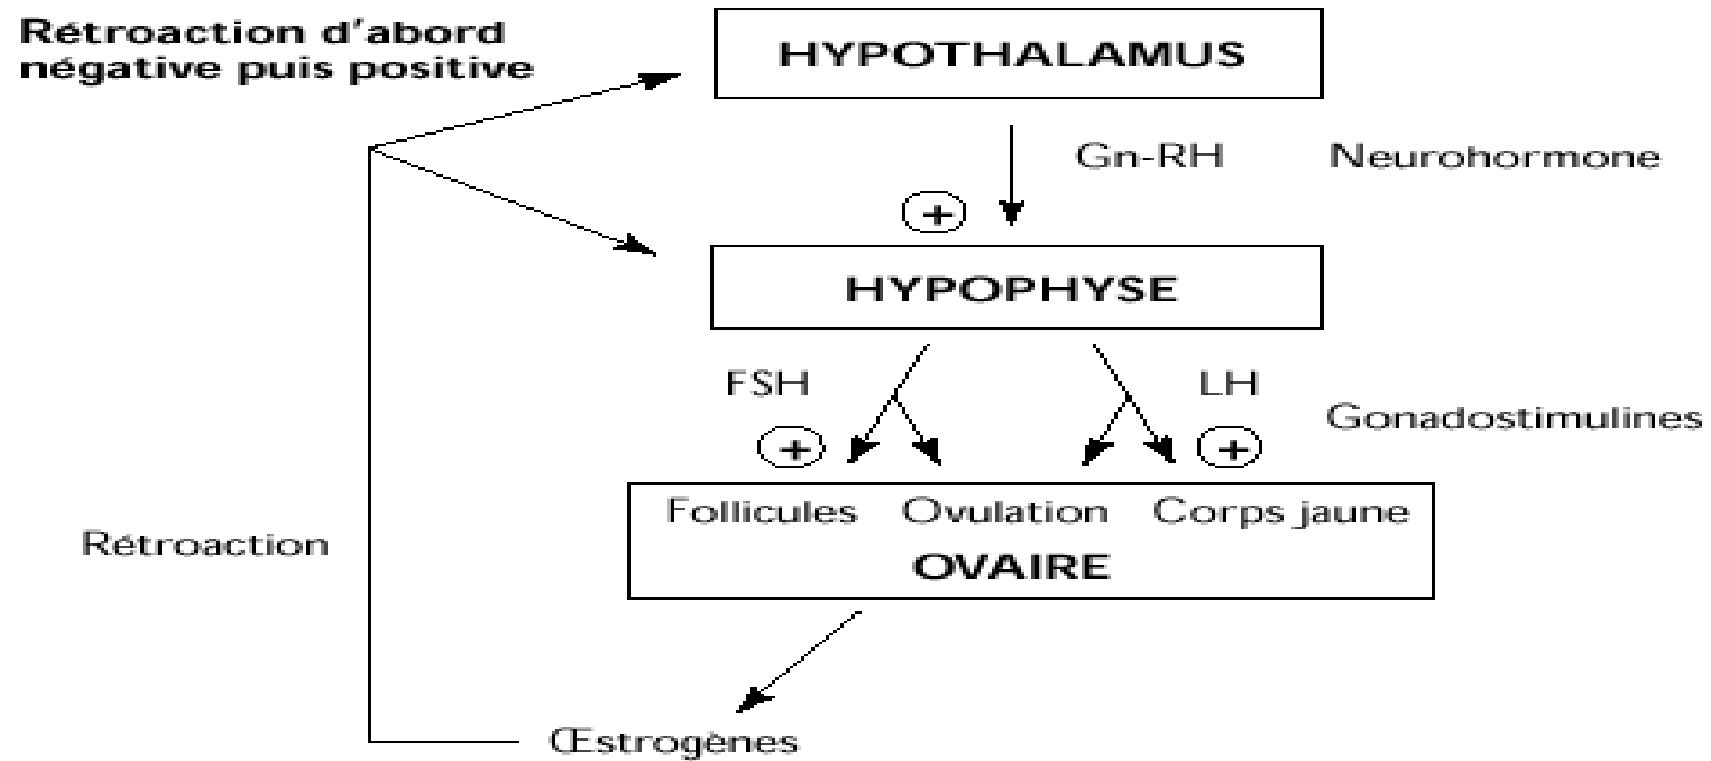 Rétroaction d'abord
négative puis positive
HYPOTHALAMUS
Gn-RH Neurohormone
+
HYPOPHYSE
FSH LH
Gonadostimulines
+ +
Follicules Ovulation Corps jaune
OVAIRE
Rétroaction
Œstrogènes